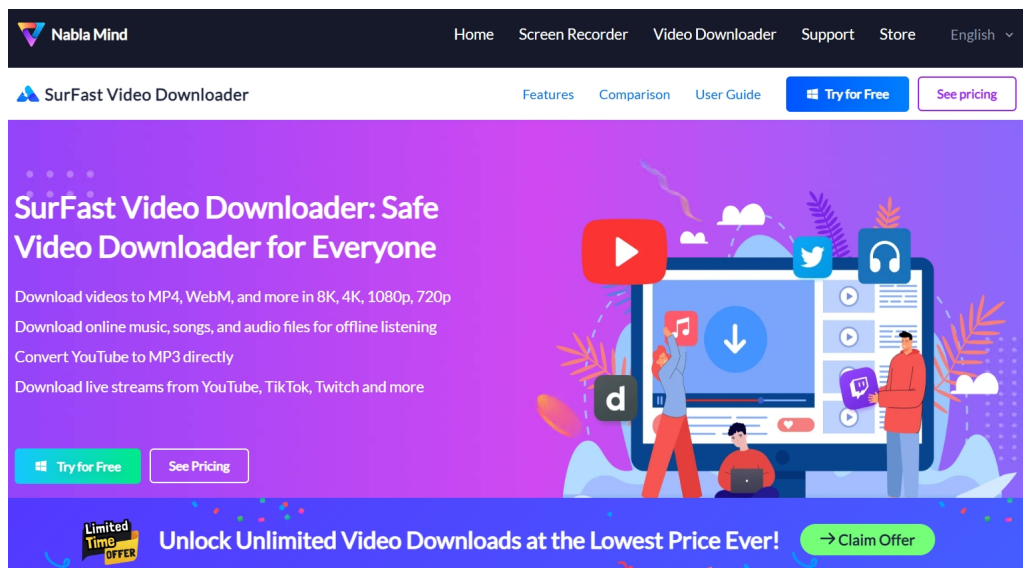 Nabla Mind
Home Screen Recorder Video Downloader Support Store English
SurFast Video Downloader
Features Comparison User Guide Try for Free See pricing
SurFast Video Downloader: Safe
Video Downloader for Everyone
Download videos to MP4, WebM, and more in 8K, 4K, 1080p, 720p
Download online music, songs, and audio files for offline listening
Convert YouTube to MP3 directly
Download live streams from YouTube, TikTok, Twitch and more
d
Try for Free See Pricing
Limited
Time
OFFER
Unlock Unlimited Video Downloads at the Lowest Price Ever!
→ Claim Offer